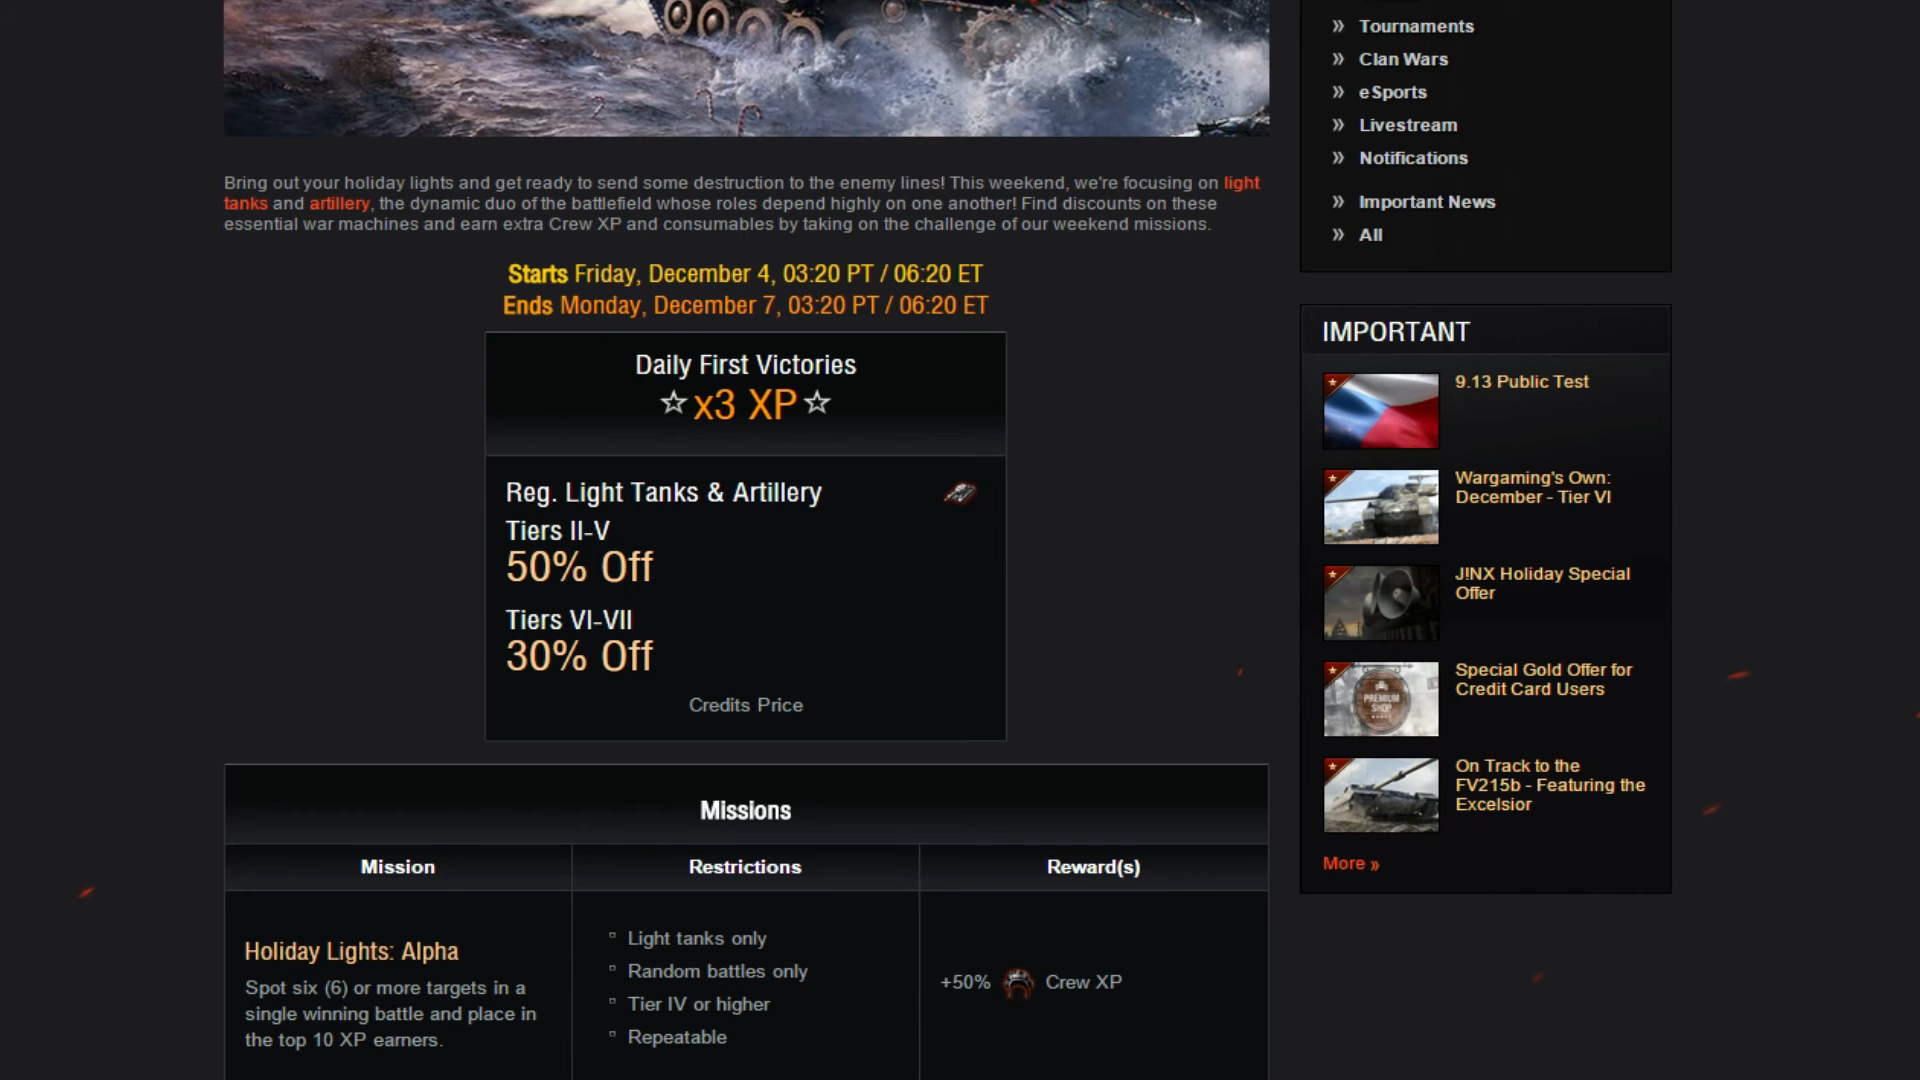 Bring out your holiday lights and get ready to send some destruction to the enemy lines! This weekend, we're focusing on light
tanks and artillery, the dynamic duo of the battlefield whose roles depend highly on one another! Find discounts on these
essential war machines and earn extra Crew XP and consumables by taking on the challenge of our weekend missions.
Starts Friday, December 4, 03:20 PT / 06:20 ET
Ends Monday, December 7, 03:20 PT / 06:20 ET
Daily First Victories
☆ x3 XP ☆
Reg. Light Tanks & Artillery
Tiers II-V
50% Off
Tiers VI-VII
30% Off
Credits Price
Missions
Mission
Restrictions
Reward(s)
Holiday Lights: Alpha
Spot six (6) or more targets in a
single winning battle and place in
the top 10 XP earners.
Light tanks only
Random battles only
Tier IV or higher
Repeatable
+50% Crew XP
» Tournaments
» Clan Wars
» eSports
» Livestream
» Notifications
» Important News
» All
IMPORTANT
9.13 Public Test
Wargaming's Own:
December - Tier VI
J!NX Holiday Special
Offer
PREMIUM
SHOP
Special Gold Offer for
Credit Card Users
On Track to the
FV215b - Featuring the
Excelsior
More »